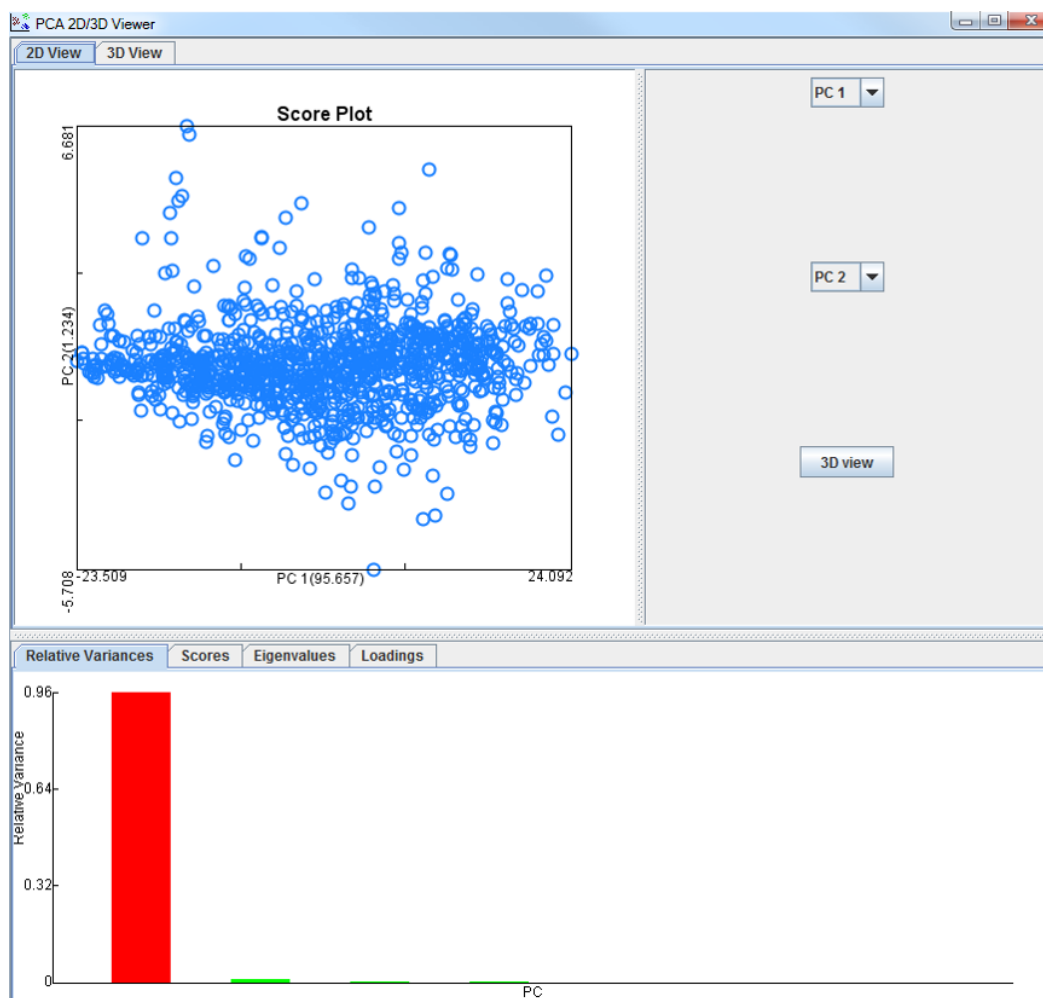 PCA 2D/3D Viewer
2D View
3D View
Score Plot
6.681
PC 2(1.234)
-5.708
-23.509
PC 1(95.657)
24.092
PC 1
PC 2
3D view
Relative Variances
Scores
Eigenvalues
Loadings
0.96
0.64
0.32
0
Relative Variance
PC